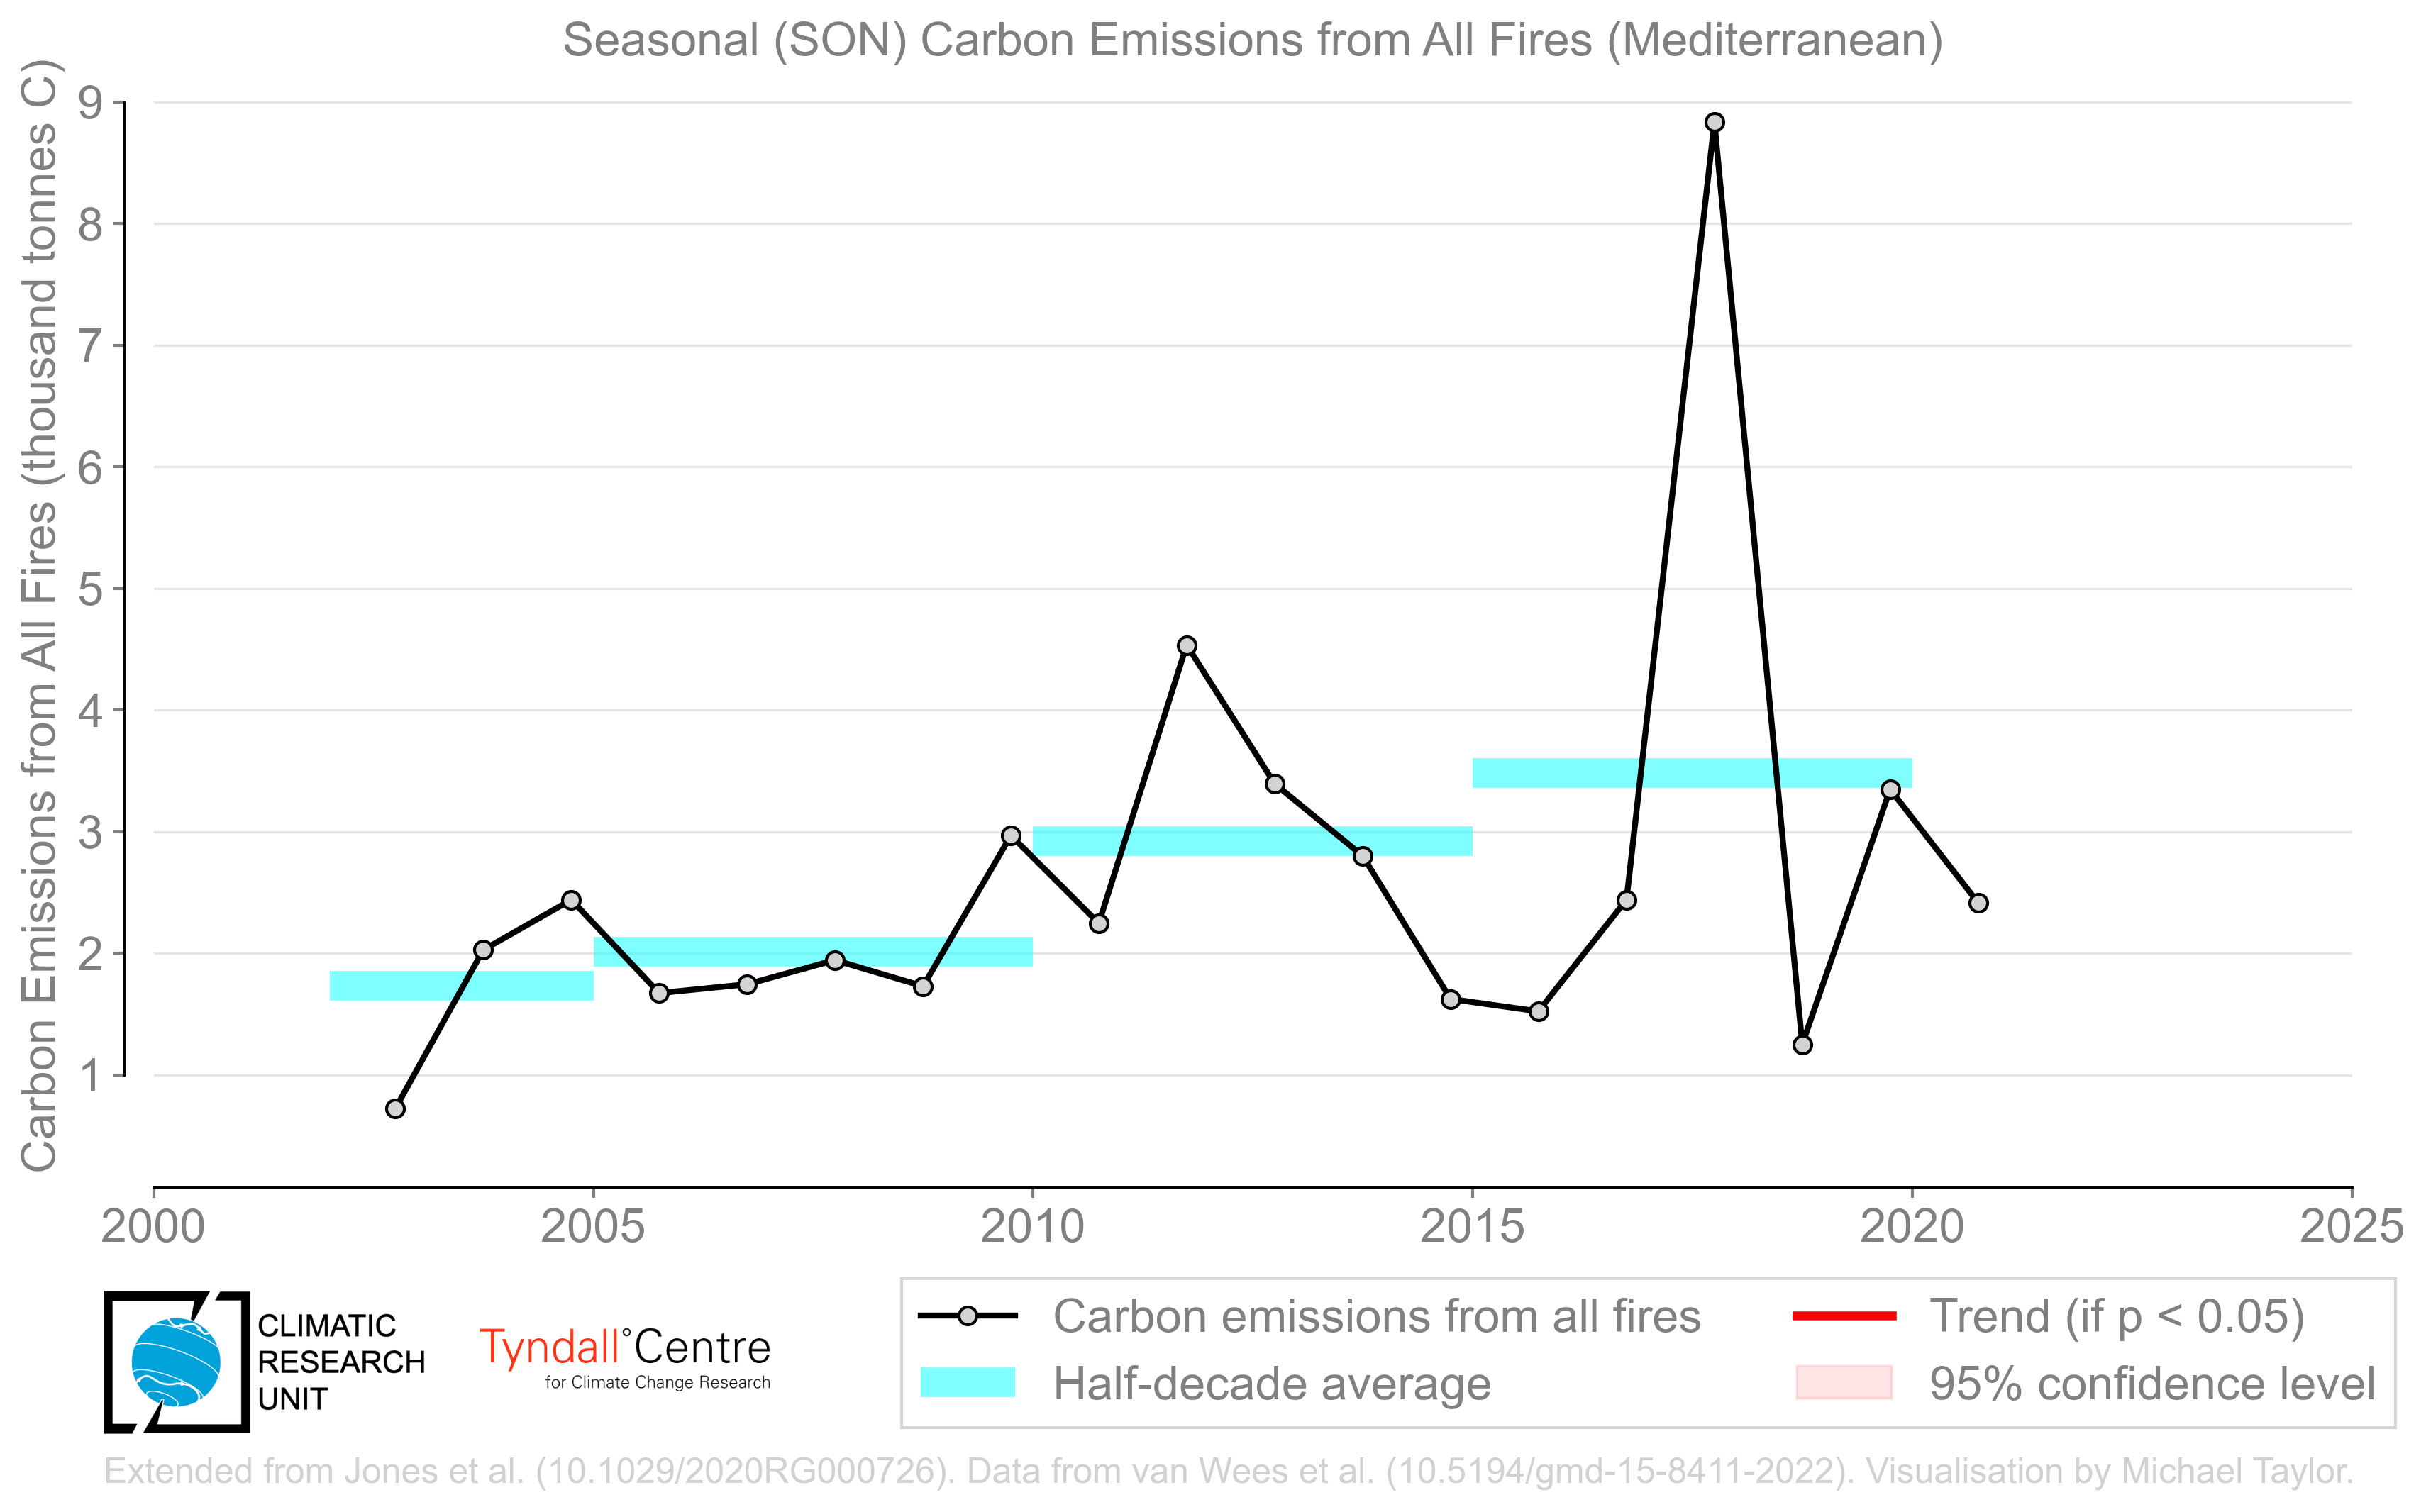 Seasonal (SON) Carbon Emissions from All Fires (Mediterranean)
Carbon Emissions from All Fires (thousand tonnes C)
9
8
7
6
5
4
3
2
1
2000 2005 2010 2015 2020 2025
CLIMATIC
RESEARCH
UNIT
Tyndall°Centre
for Climate Change Research
Carbon emissions from all fires
Half-decade average
Trend (if p < 0.05)
95% confidence level
Extended from Jones et al. (10.1029/2020RG000726). Data from van Wees et al. (10.5194/gmd-15-8411-2022). Visualisation by Michael Taylor.